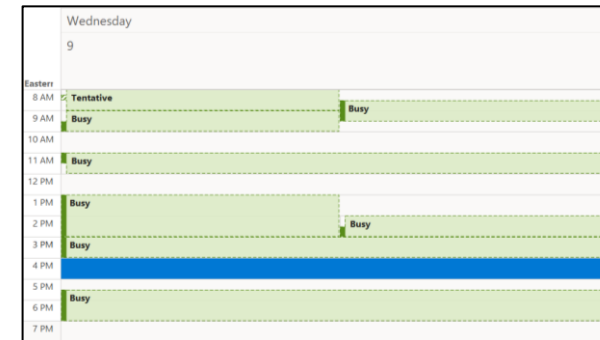 Wednesday
9
Easterr
8 AM
Tentative
Busy
9 AM
Busy
10 AM
11 AM
Busy
12 PM
1 PM
Busy
2 PM
Busy
3 PM
Busy
4 PM
5 PM
Busy
6 PM
7 PM